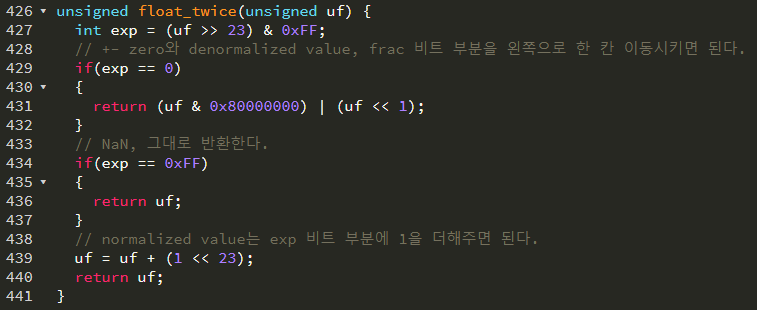 426 unsigned float_twice(unsigned uf) {
427 int exp = (uf >> 23) & 0xFF;
428 // +- zero와 denormalized value, frac 비트 부분을 왼쪽으로 한 칸 이동시키면 된다.
429 if(exp == 0)
430 {
431 return (uf & 0x80000000) | (uf << 1);
432 }
433 // NaN, 그대로 반환한다.
434 if(exp == 0xFF)
435 {
436 return uf;
437 }
438 // normalized value는 exp 비트 부분에 1을 더해주면 된다.
439 uf = uf + (1 << 23);
440 return uf;
441 }